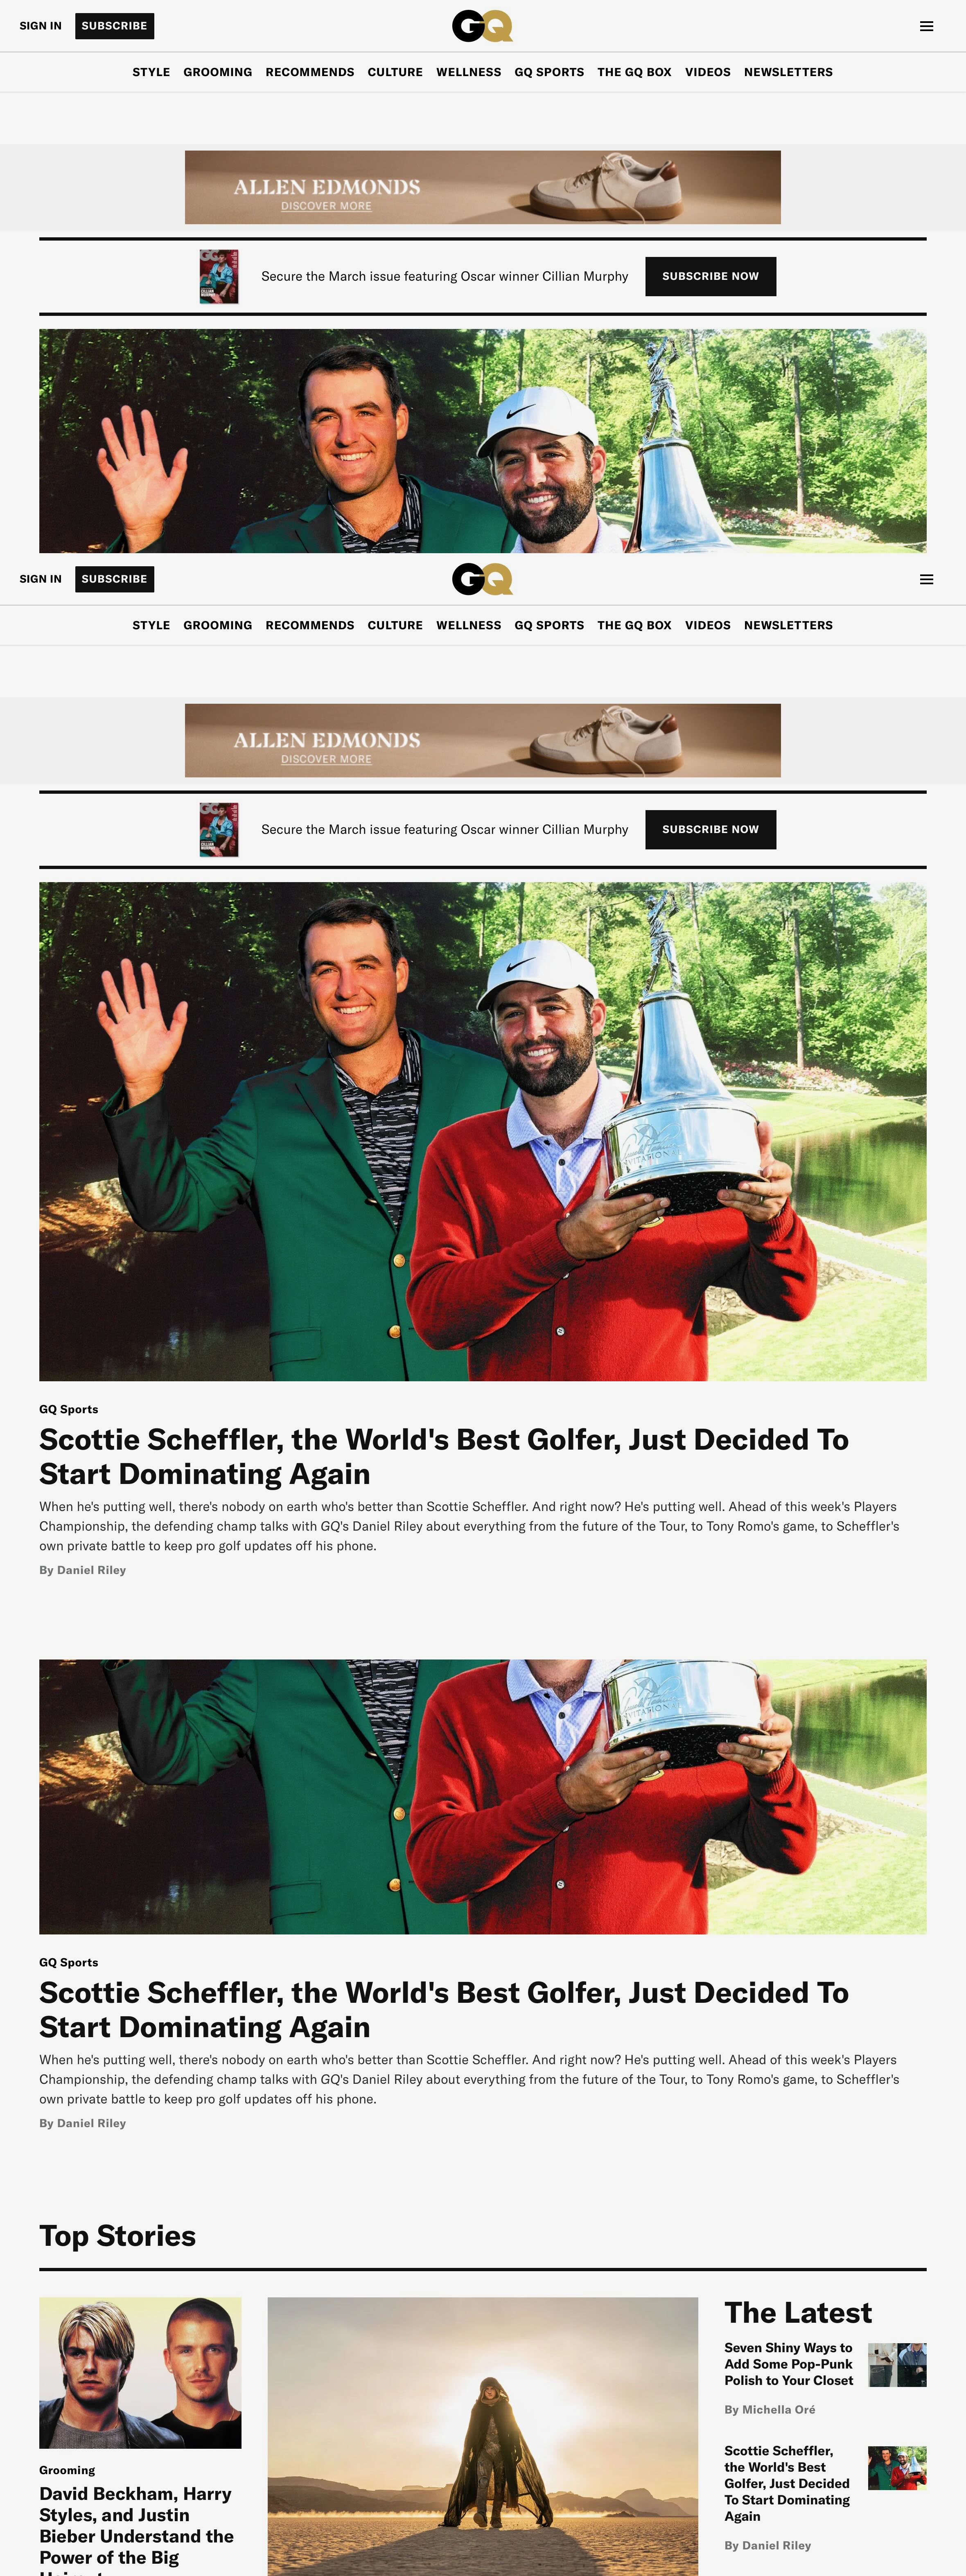 SIGN IN SUBSCRIBE GQ
STYLE GROOMING RECOMMENDS CULTURE WELLNESS GQ SPORTS THE GQ BOX VIDEOS NEWSLETTERS
ALLEN EDMONDS
DISCOVER MORE
GQ
CILLIAN
MURPHY
Secure the March issue featuring Oscar winner Cillian Murphy SUBSCRIBE NOW
SIGN IN SUBSCRIBE GQ
STYLE GROOMING RECOMMENDS CULTURE WELLNESS GQ SPORTS THE GQ BOX VIDEOS NEWSLETTERS
ALLEN EDMONDS
DISCOVER MORE
GQ
CILLIAN
MURPHY
Secure the March issue featuring Oscar winner Cillian Murphy SUBSCRIBE NOW
GQ Sports
Scottie Scheffler, the World's Best Golfer, Just Decided To
Start Dominating Again
When he's putting well, there's nobody on earth who's better than Scottie Scheffler. And right now? He's putting well. Ahead of this week's Players
Championship, the defending champ talks with GQ's Daniel Riley about everything from the future of the Tour, to Tony Romo's game, to Scheffler's
own private battle to keep pro golf updates off his phone.
By Daniel Riley
GQ Sports
Scottie Scheffler, the World's Best Golfer, Just Decided To
Start Dominating Again
When he's putting well, there's nobody on earth who's better than Scottie Scheffler. And right now? He's putting well. Ahead of this week's Players
Championship, the defending champ talks with GQ's Daniel Riley about everything from the future of the Tour, to Tony Romo's game, to Scheffler's
own private battle to keep pro golf updates off his phone.
By Daniel Riley
Top Stories
Grooming
David Beckham, Harry
Styles, and Justin
Bieber Understand the
Power of the Big
The Latest
Seven Shiny Ways to
Add Some Pop-Punk
Polish to Your Closet
By Michella Oré
Scottie Scheffler,
the World's Best
Golfer, Just Decided
To Start Dominating
Again
By Daniel Riley